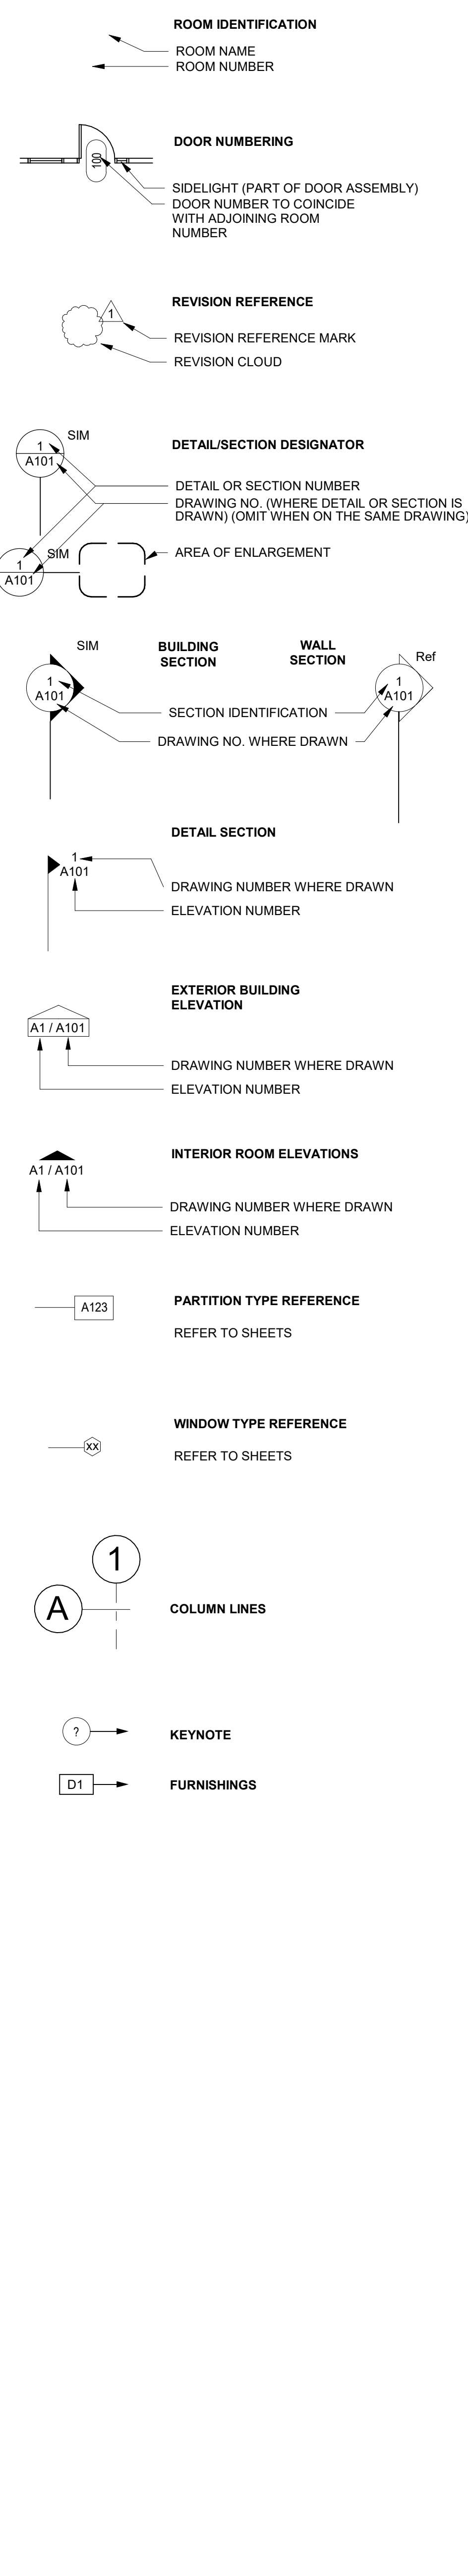 ROOM IDENTIFICATION
ROOM NAME
ROOM NUMBER
DOOR NUMBERING
100
SIDELIGHT (PART OF DOOR ASSEMBLY)
DOOR NUMBER TO COINCIDE
WITH ADJOINING ROOM
NUMBER
REVISION REFERENCE
1
REVISION REFERENCE MARK
REVISION CLOUD
SIM
1
A101
DETAIL/SECTION DESIGNATOR
DETAIL OR SECTION NUMBER
DRAWING NO. (WHERE DETAIL OR SECTION IS
DRAWN) (OMIT WHEN ON THE SAME DRAWING)
SIM
1
A101
AREA OF ENLARGEMENT
SIM
BUILDING
SECTION
WALL
SECTION
Ref
1
A101
1
A101
SECTION IDENTIFICATION
DRAWING NO. WHERE DRAWN
DETAIL SECTION
1
A101
DRAWING NUMBER WHERE DRAWN
ELEVATION NUMBER
EXTERIOR BUILDING
ELEVATION
A1 / A101
DRAWING NUMBER WHERE DRAWN
ELEVATION NUMBER
INTERIOR ROOM ELEVATIONS
A1 / A101
DRAWING NUMBER WHERE DRAWN
ELEVATION NUMBER
PARTITION TYPE REFERENCE
A123
REFER TO SHEETS
WINDOW TYPE REFERENCE
XX
REFER TO SHEETS
1
A
COLUMN LINES
?
KEYNOTE
D1
FURNISHINGS